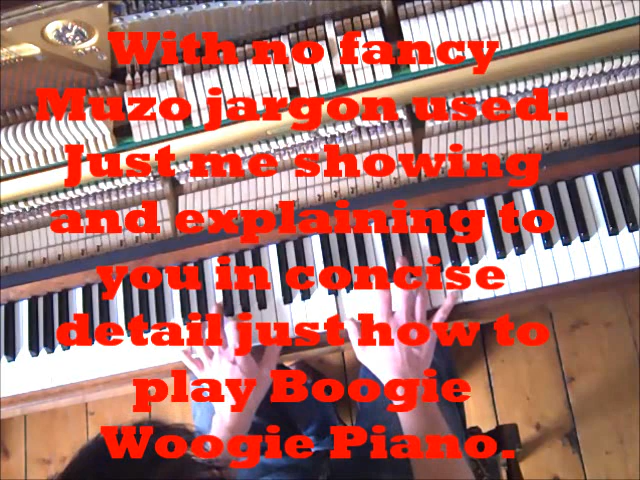 With no fancy
Muzo jargon used.
Just me showing
and explaining to
you in concise
detail just how to
play Boogie
Woogie Piano.